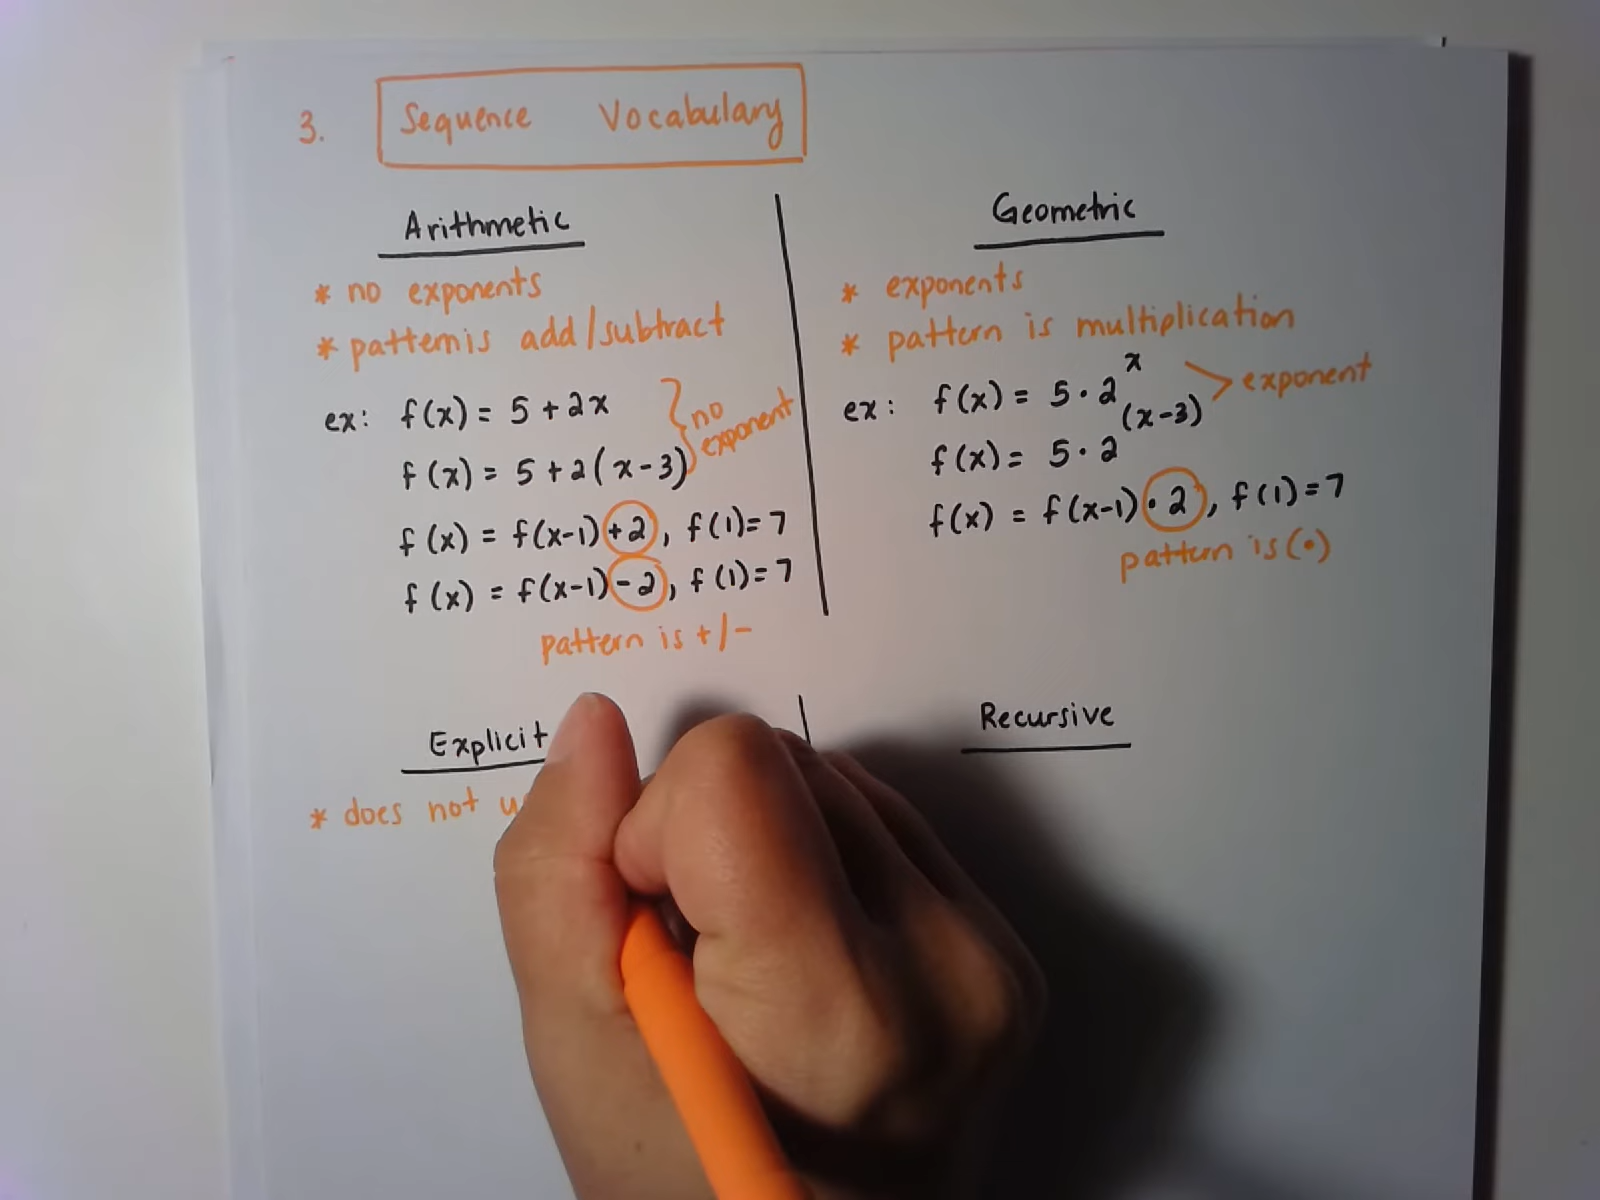 3. Sequence Vocabulary
Arithmetic
* no exponents
* pattern is add/subtract
ex: f(x) = 5 + 2x
f(x) = 5 + 2(x-3)
no
exponent
f(x) = f(x-1) + 2, f(1) = 7
f(x) = f(x-1) - 2, f(1) = 7
pattern is +/-
Geometric
* exponents
* pattern is multiplication
ex: f(x) = 5 · 2^x
f(x) = 5 · 2^(x-3)
exponent
f(x) = f(x-1) · 2, f(1) = 7
pattern is (·)
Explicit
* does not
Recursive